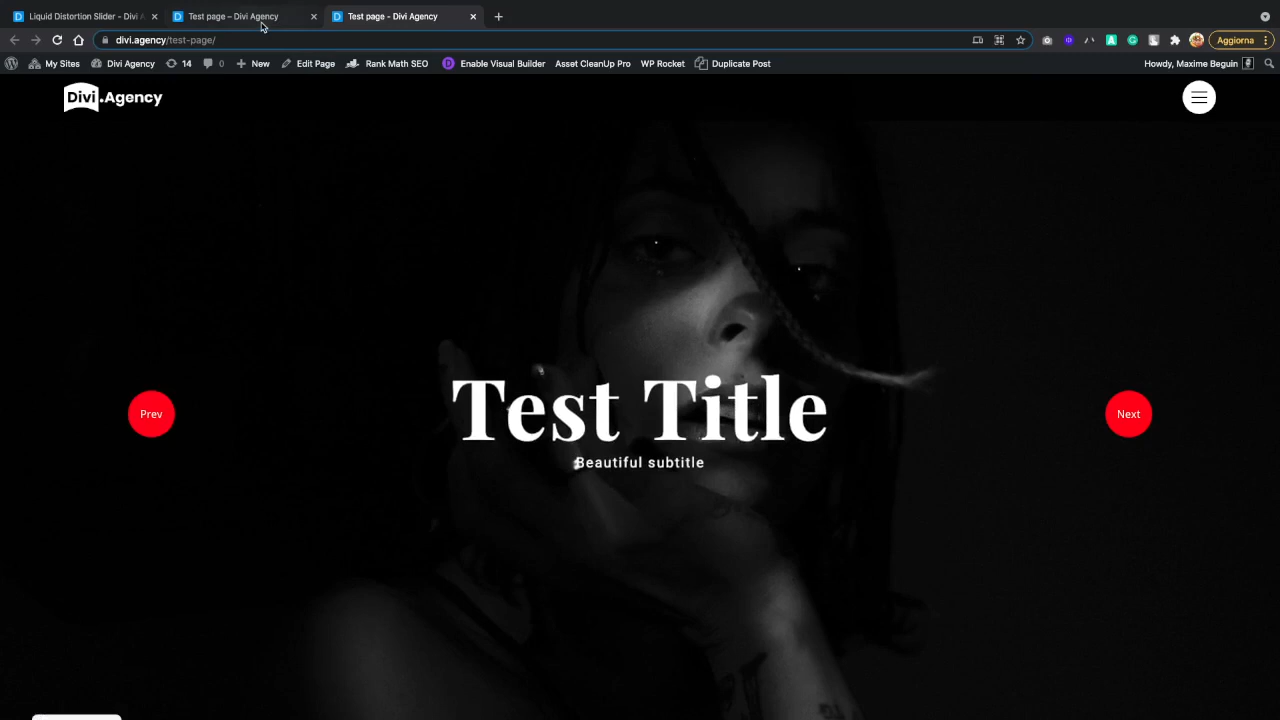 Liquid Distortion Slider - Divi A
Test page – Divi Agency
Test page - Divi Agency
divi.agency/test-page/
Aggiorna
My Sites
Divi Agency
14
0
New
Edit Page
Rank Math SEO
Enable Visual Builder
Asset CleanUp Pro
WP Rocket
Duplicate Post
Howdy, Maxime Beguin
Divi.Agency
Test Title
Beautiful subtitle
Prev
Next